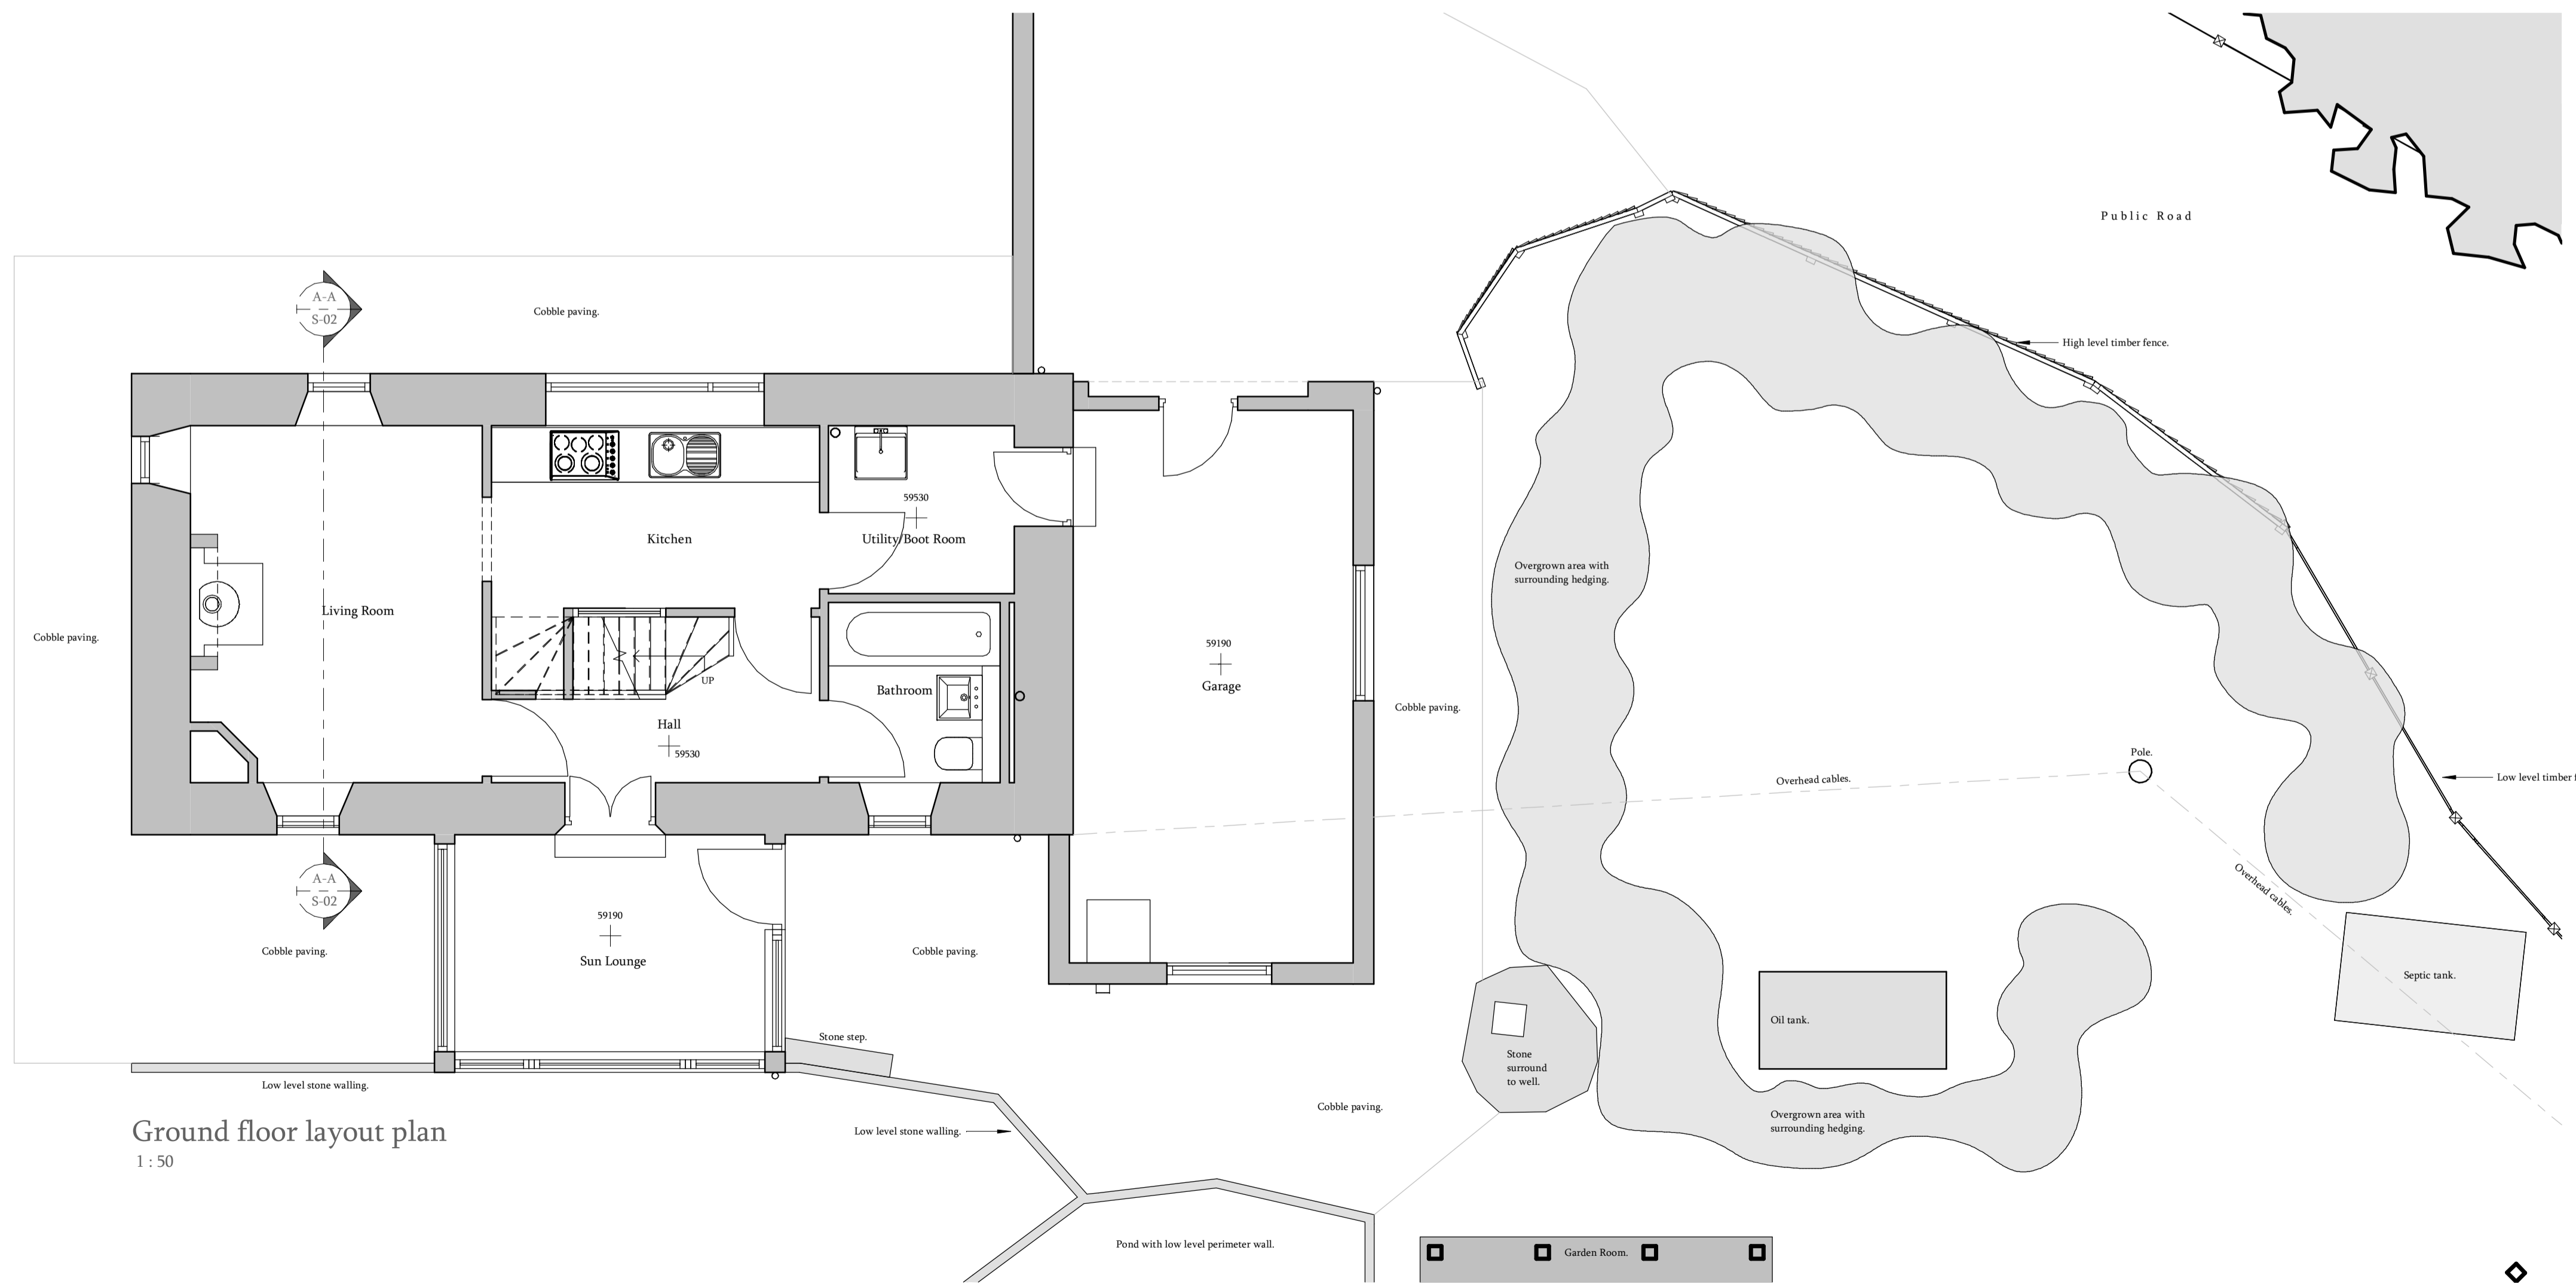 Public Road
A-A
S-02
Cobble paving.
High level timber fence.
59530
Kitchen
Utility/Boot Room
Overgrown area with
surrounding hedging.
Living Room
Cobble paving.
59190
Garage
UP
Bathroom
Cobble paving.
Hall
59530
Pole.
Overhead cables.
Low level timber
A-A
S-02
Overhead cables.
59190
Sun Lounge
Cobble paving.
Cobble paving.
Septic tank.
Oil tank.
Stone step.
Stone
surround
to well.
Low level stone walling.
Cobble paving.
Overgrown area with
surrounding hedging.
Ground floor layout plan
1 : 50
Low level stone walling.
Pond with low level perimeter wall.
Garden Room.